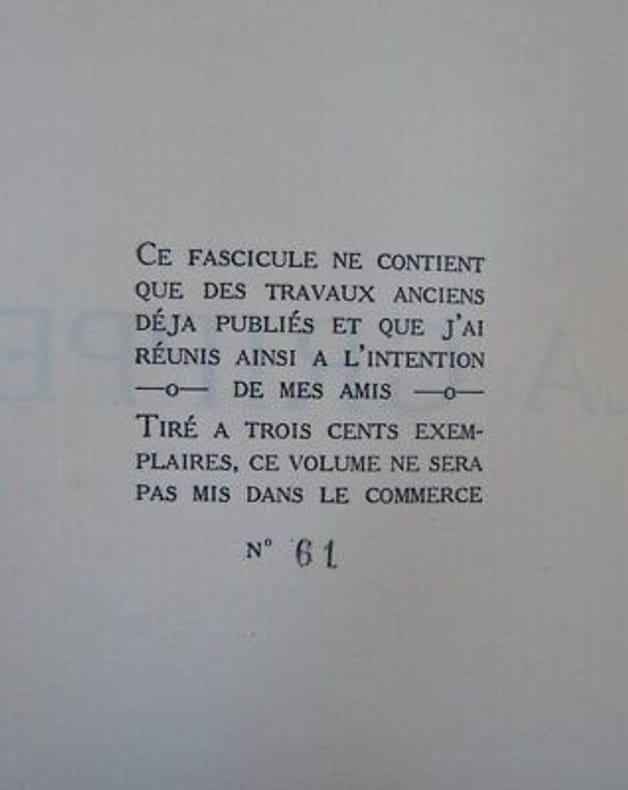 Ce fascicule ne contient
que des travaux anciens
déja publiés et que j'ai
réunis ainsi a l'intention
—o— de mes amis —o—
Tiré a trois cents exem-
plaires, ce volume ne sera
pas mis dans le commerce
N° 61